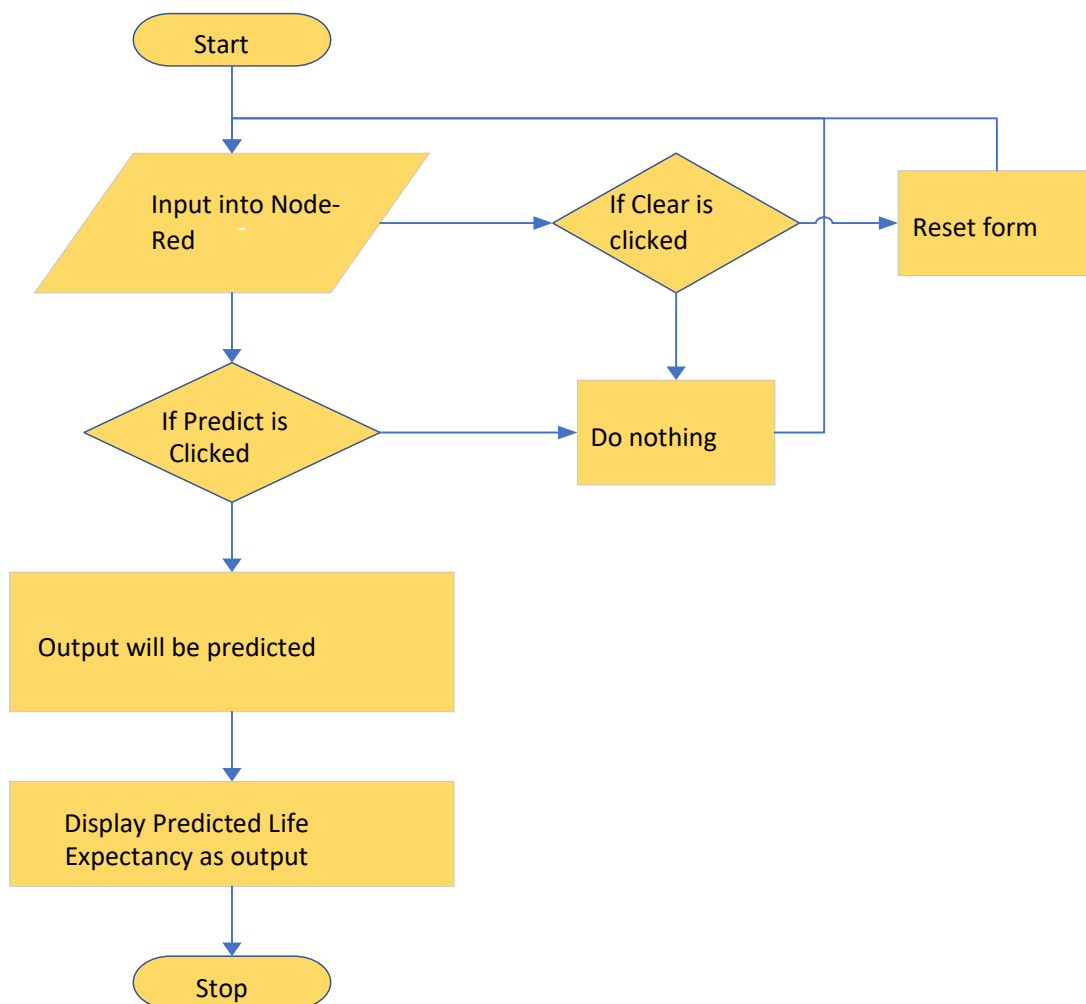 Start
Input into Node-
Red
If Clear is
clicked
Reset form
If Predict is
Clicked
Do nothing
Output will be predicted
Display Predicted Life
Expectancy as output
Stop